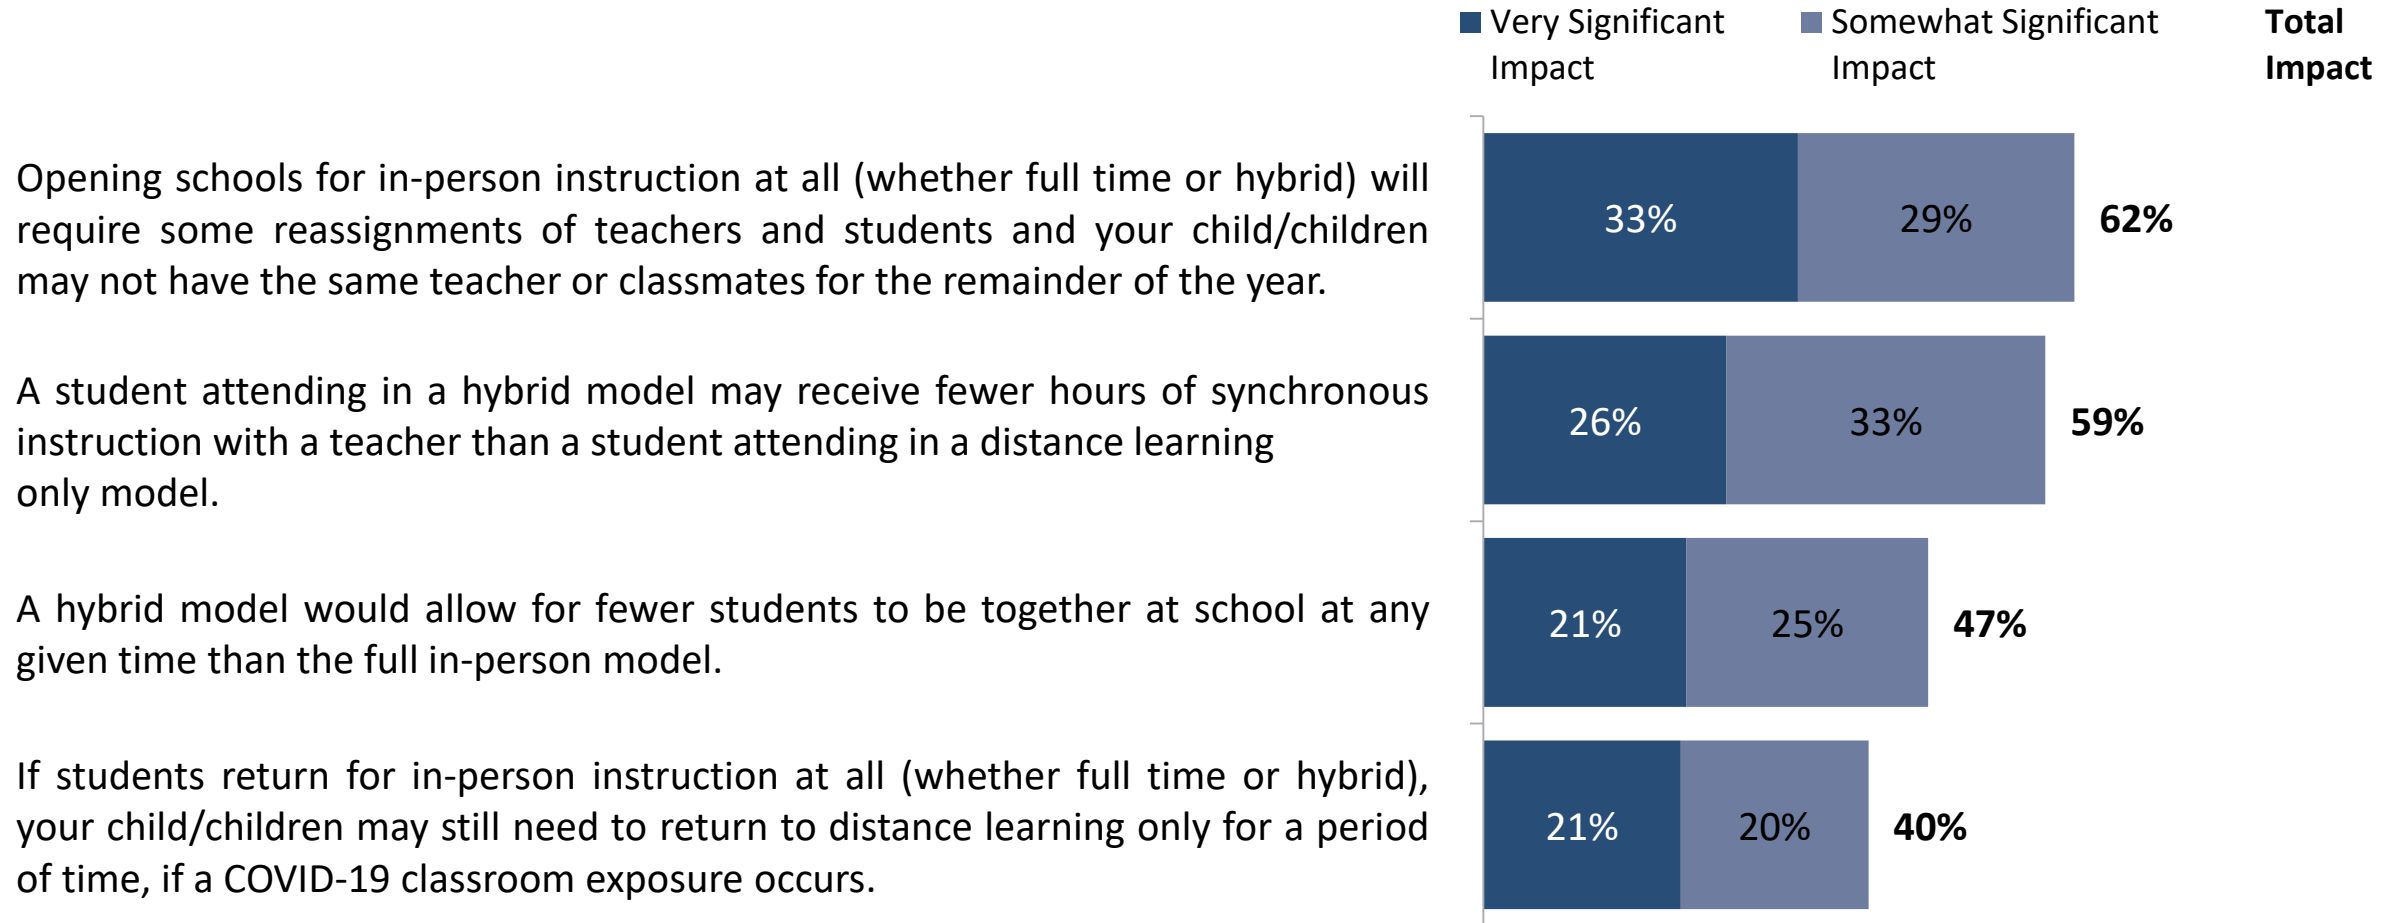 Very Significant Impact
Somewhat Significant Impact
Total Impact
Opening schools for in-person instruction at all (whether full time or hybrid) will
require some reassignments of teachers and students and your child/children
may not have the same teacher or classmates for the remainder of the year.
33%
29%
62%
A student attending in a hybrid model may receive fewer hours of synchronous
instruction with a teacher than a student attending in a distance learning
only model.
26%
33%
59%
A hybrid model would allow for fewer students to be together at school at any
given time than the full in-person model.
21%
25%
47%
If students return for in-person instruction at all (whether full time or hybrid),
your child/children may still need to return to distance learning only for a period
of time, if a COVID-19 classroom exposure occurs.
21%
20%
40%